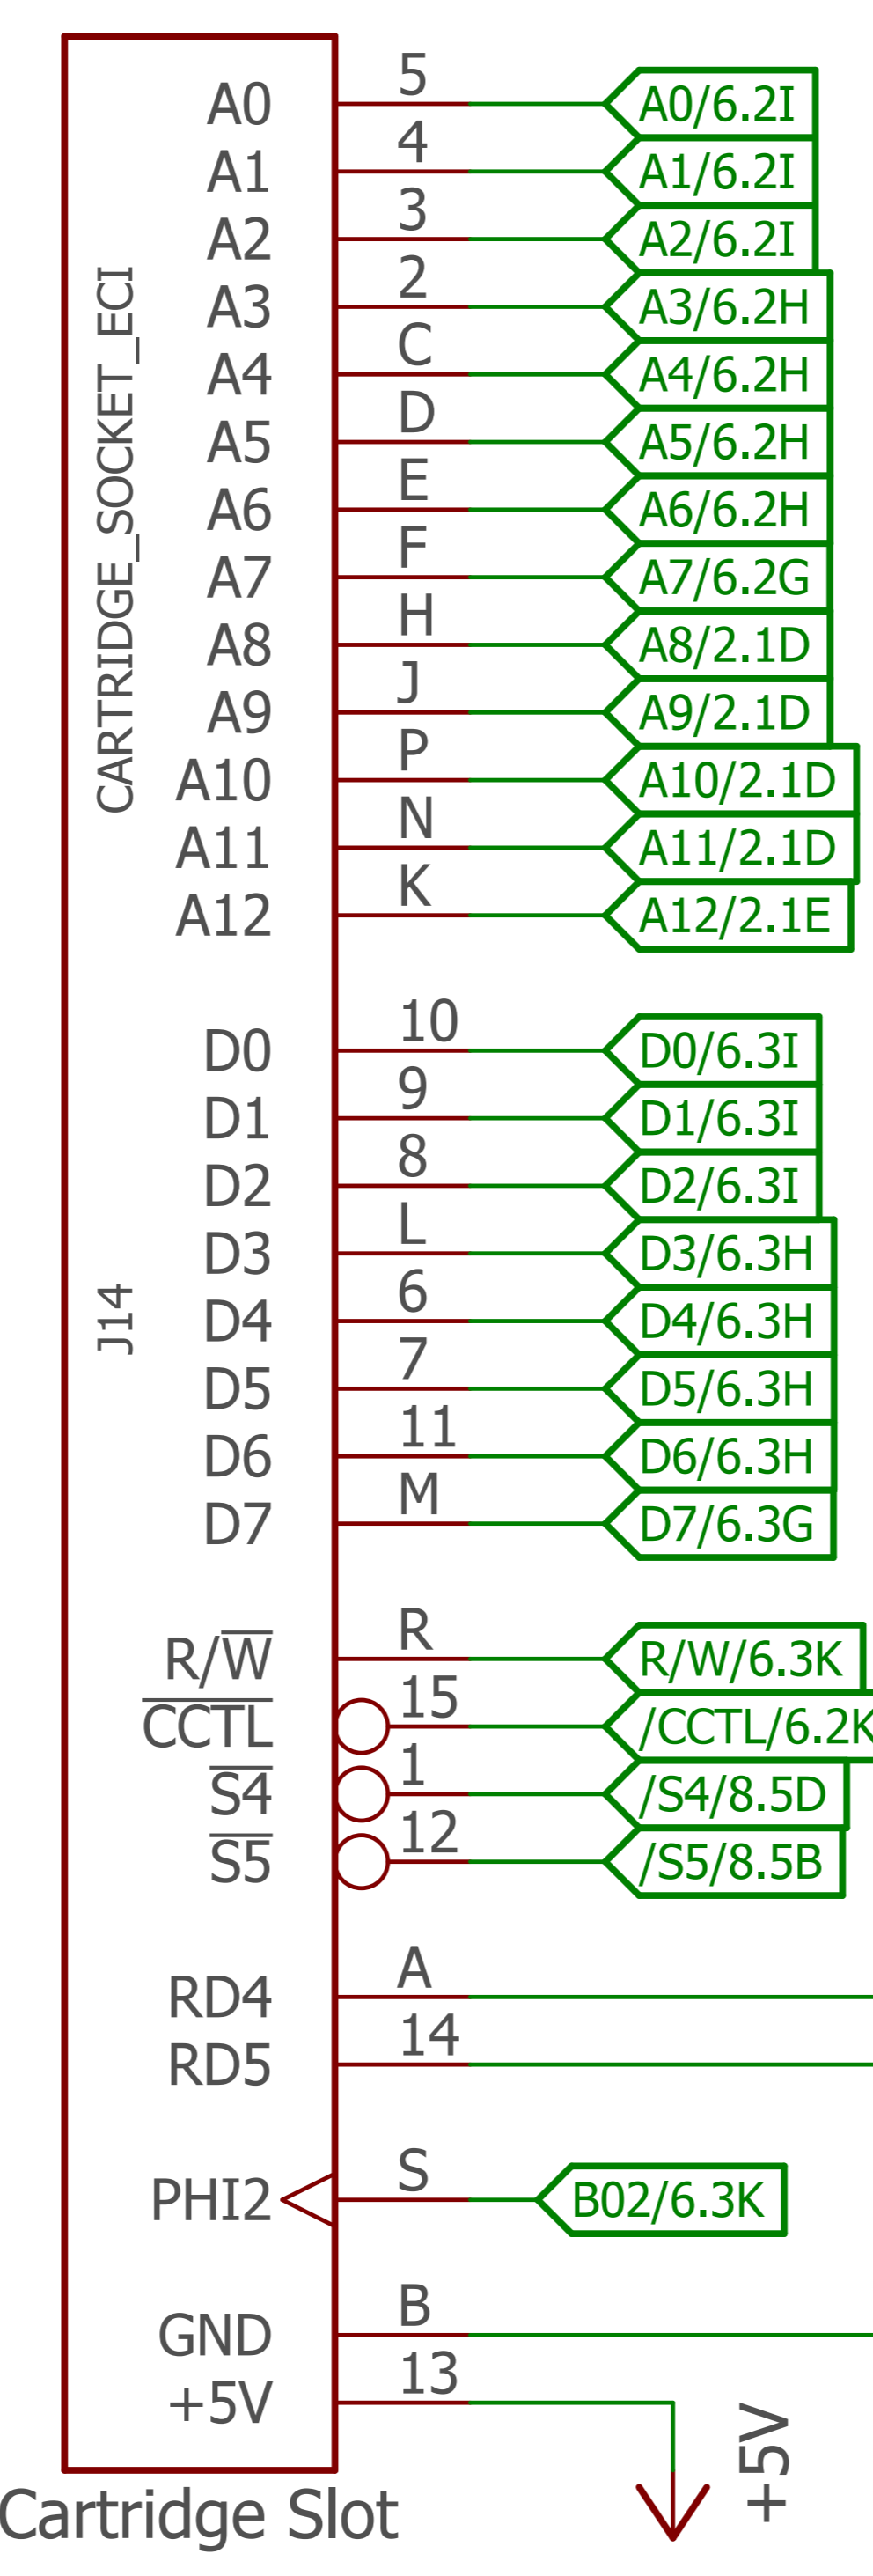 A0 5 A0/6.2I
A1 4 A1/6.2I
A2 3 A2/6.2I
A3 2 A3/6.2H
A4 C A4/6.2H
A5 D A5/6.2H
A6 E A6/6.2H
A7 F A7/6.2G
A8 H A8/2.1D
A9 J A9/2.1D
A10 P A10/2.1D
A11 N A11/2.1D
A12 K A12/2.1E
CARTRIDGE_SOCKET_ECI
D0 10 D0/6.3I
D1 9 D1/6.3I
D2 8 D2/6.3I
D3 L D3/6.3H
D4 6 D4/6.3H
D5 7 D5/6.3H
D6 11 D6/6.3H
D7 M D7/6.3G
J14
R/W̅ R R/W/6.3K
C̅C̅T̅L̅ 15 /CCTL/6.2K
S̅4̅ 1 /S4/8.5D
S̅5̅ 12 /S5/8.5B
RD4 A
RD5 14
PHI2 S B02/6.3K
GND B
+5V 13
+5V
Cartridge Slot